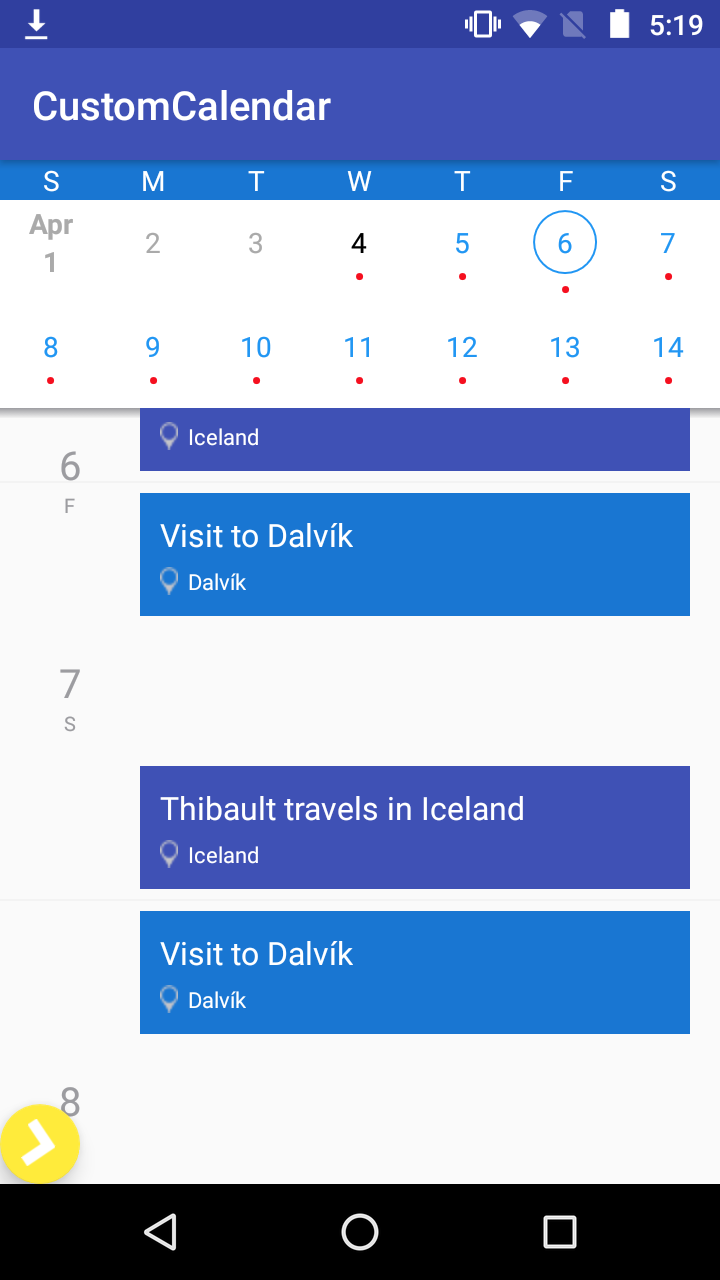 5:19
CustomCalendar
S M T W T F S
Apr
1 2 3 4 5 6 7
8 9 10 11 12 13 14
Iceland
6
F
Visit to Dalvík
Dalvík
7
S
Thibault travels in Iceland
Iceland
Visit to Dalvík
Dalvík
8